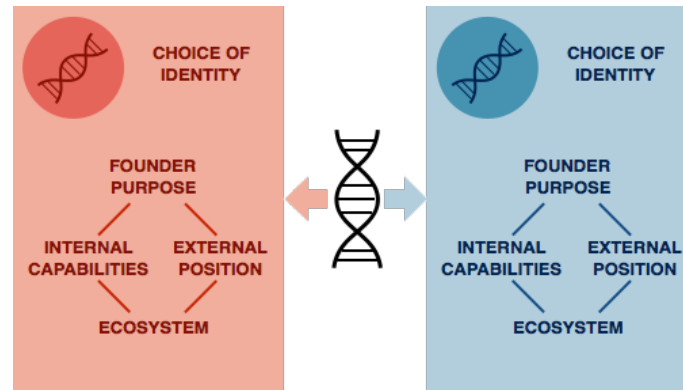 CHOICE OF
IDENTITY
FOUNDER
PURPOSE
INTERNAL
CAPABILITIES
EXTERNAL
POSITION
ECOSYSTEM
CHOICE OF
IDENTITY
FOUNDER
PURPOSE
INTERNAL
CAPABILITIES
EXTERNAL
POSITION
ECOSYSTEM